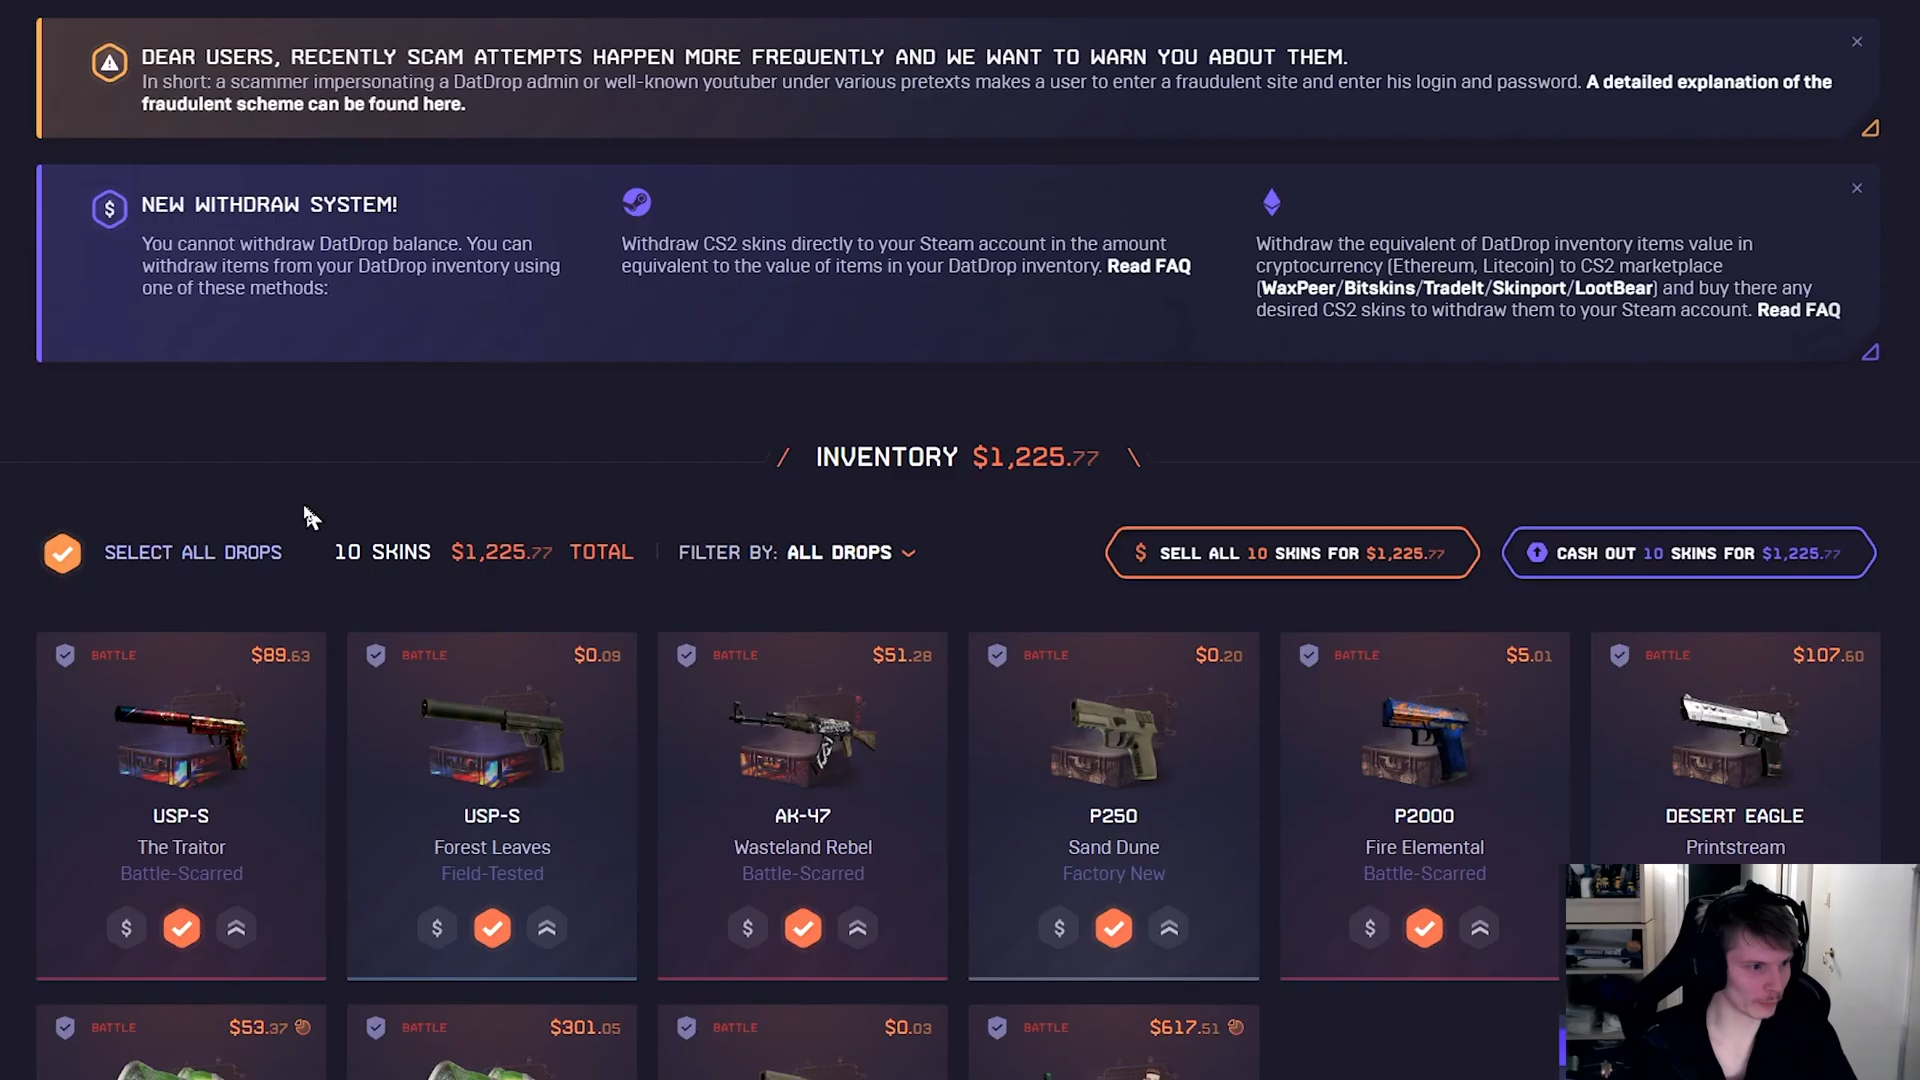 DEAR USERS, RECENTLY SCAM ATTEMPTS HAPPEN MORE FREQUENTLY AND WE WANT TO WARN YOU ABOUT THEM.
In short: a scammer impersonating a DatDrop admin or well-known youtuber under various pretexts makes a user to enter a fraudulent site and enter his login and password. A detailed explanation of the
fraudulent scheme can be found here.
NEW WITHDRAW SYSTEM!
You cannot withdraw DatDrop balance. You can
withdraw items from your DatDrop inventory using
one of these methods:
Withdraw CS2 skins directly to your Steam account in the amount
equivalent to the value of items in your DatDrop inventory. Read FAQ
Withdraw the equivalent of DatDrop inventory items value in
cryptocurrency (Ethereum, Litecoin) to CS2 marketplace
(WaxPeer/Bitskins/TradeIt/Skinport/LootBear) and buy there any
desired CS2 skins to withdraw them to your Steam account. Read FAQ
INVENTORY $1,225.77
SELECT ALL DROPS 10 SKINS $1,225.77 TOTAL FILTER BY: ALL DROPS $ SELL ALL 10 SKINS FOR $1,225.77 CASH OUT 10 SKINS FOR $1,225.77
BATTLE $89.63
USP-S
The Traitor
Battle-Scarred
$
BATTLE $0.09
USP-S
Forest Leaves
Field-Tested
$
BATTLE $51.28
AK-47
Wasteland Rebel
Battle-Scarred
$
BATTLE $0.20
P250
Sand Dune
Factory New
$
BATTLE $5.01
P2000
Fire Elemental
Battle-Scarred
$
BATTLE $107.60
DESERT EAGLE
Printstream
BATTLE $53.37
BATTLE $301.05
BATTLE $0.03
BATTLE $617.51